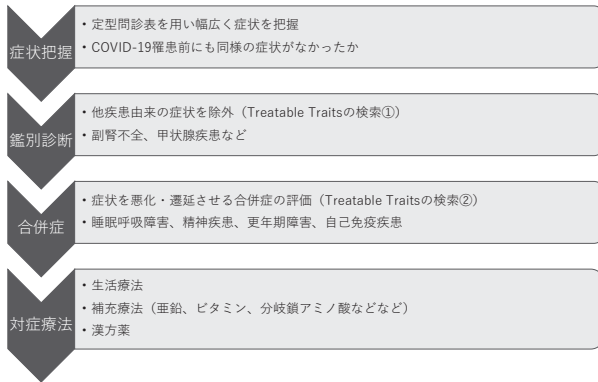 症状把握
・定型問診表を用い幅広く症状を把握
・COVID-19罹患前にも同様の症状がなかったか
鑑別診断
・他疾患由来の症状を除外（Treatable Traitsの検索①）
・副腎不全、甲状腺疾患など
合併症
・症状を悪化・遷延させる合併症の評価（Treatable Traitsの検索②）
・睡眠呼吸障害、精神疾患、更年期障害、自己免疫疾患
対症療法
・生活療法
・補充療法（亜鉛、ビタミン、分岐鎖アミノ酸などなど）
・漢方薬